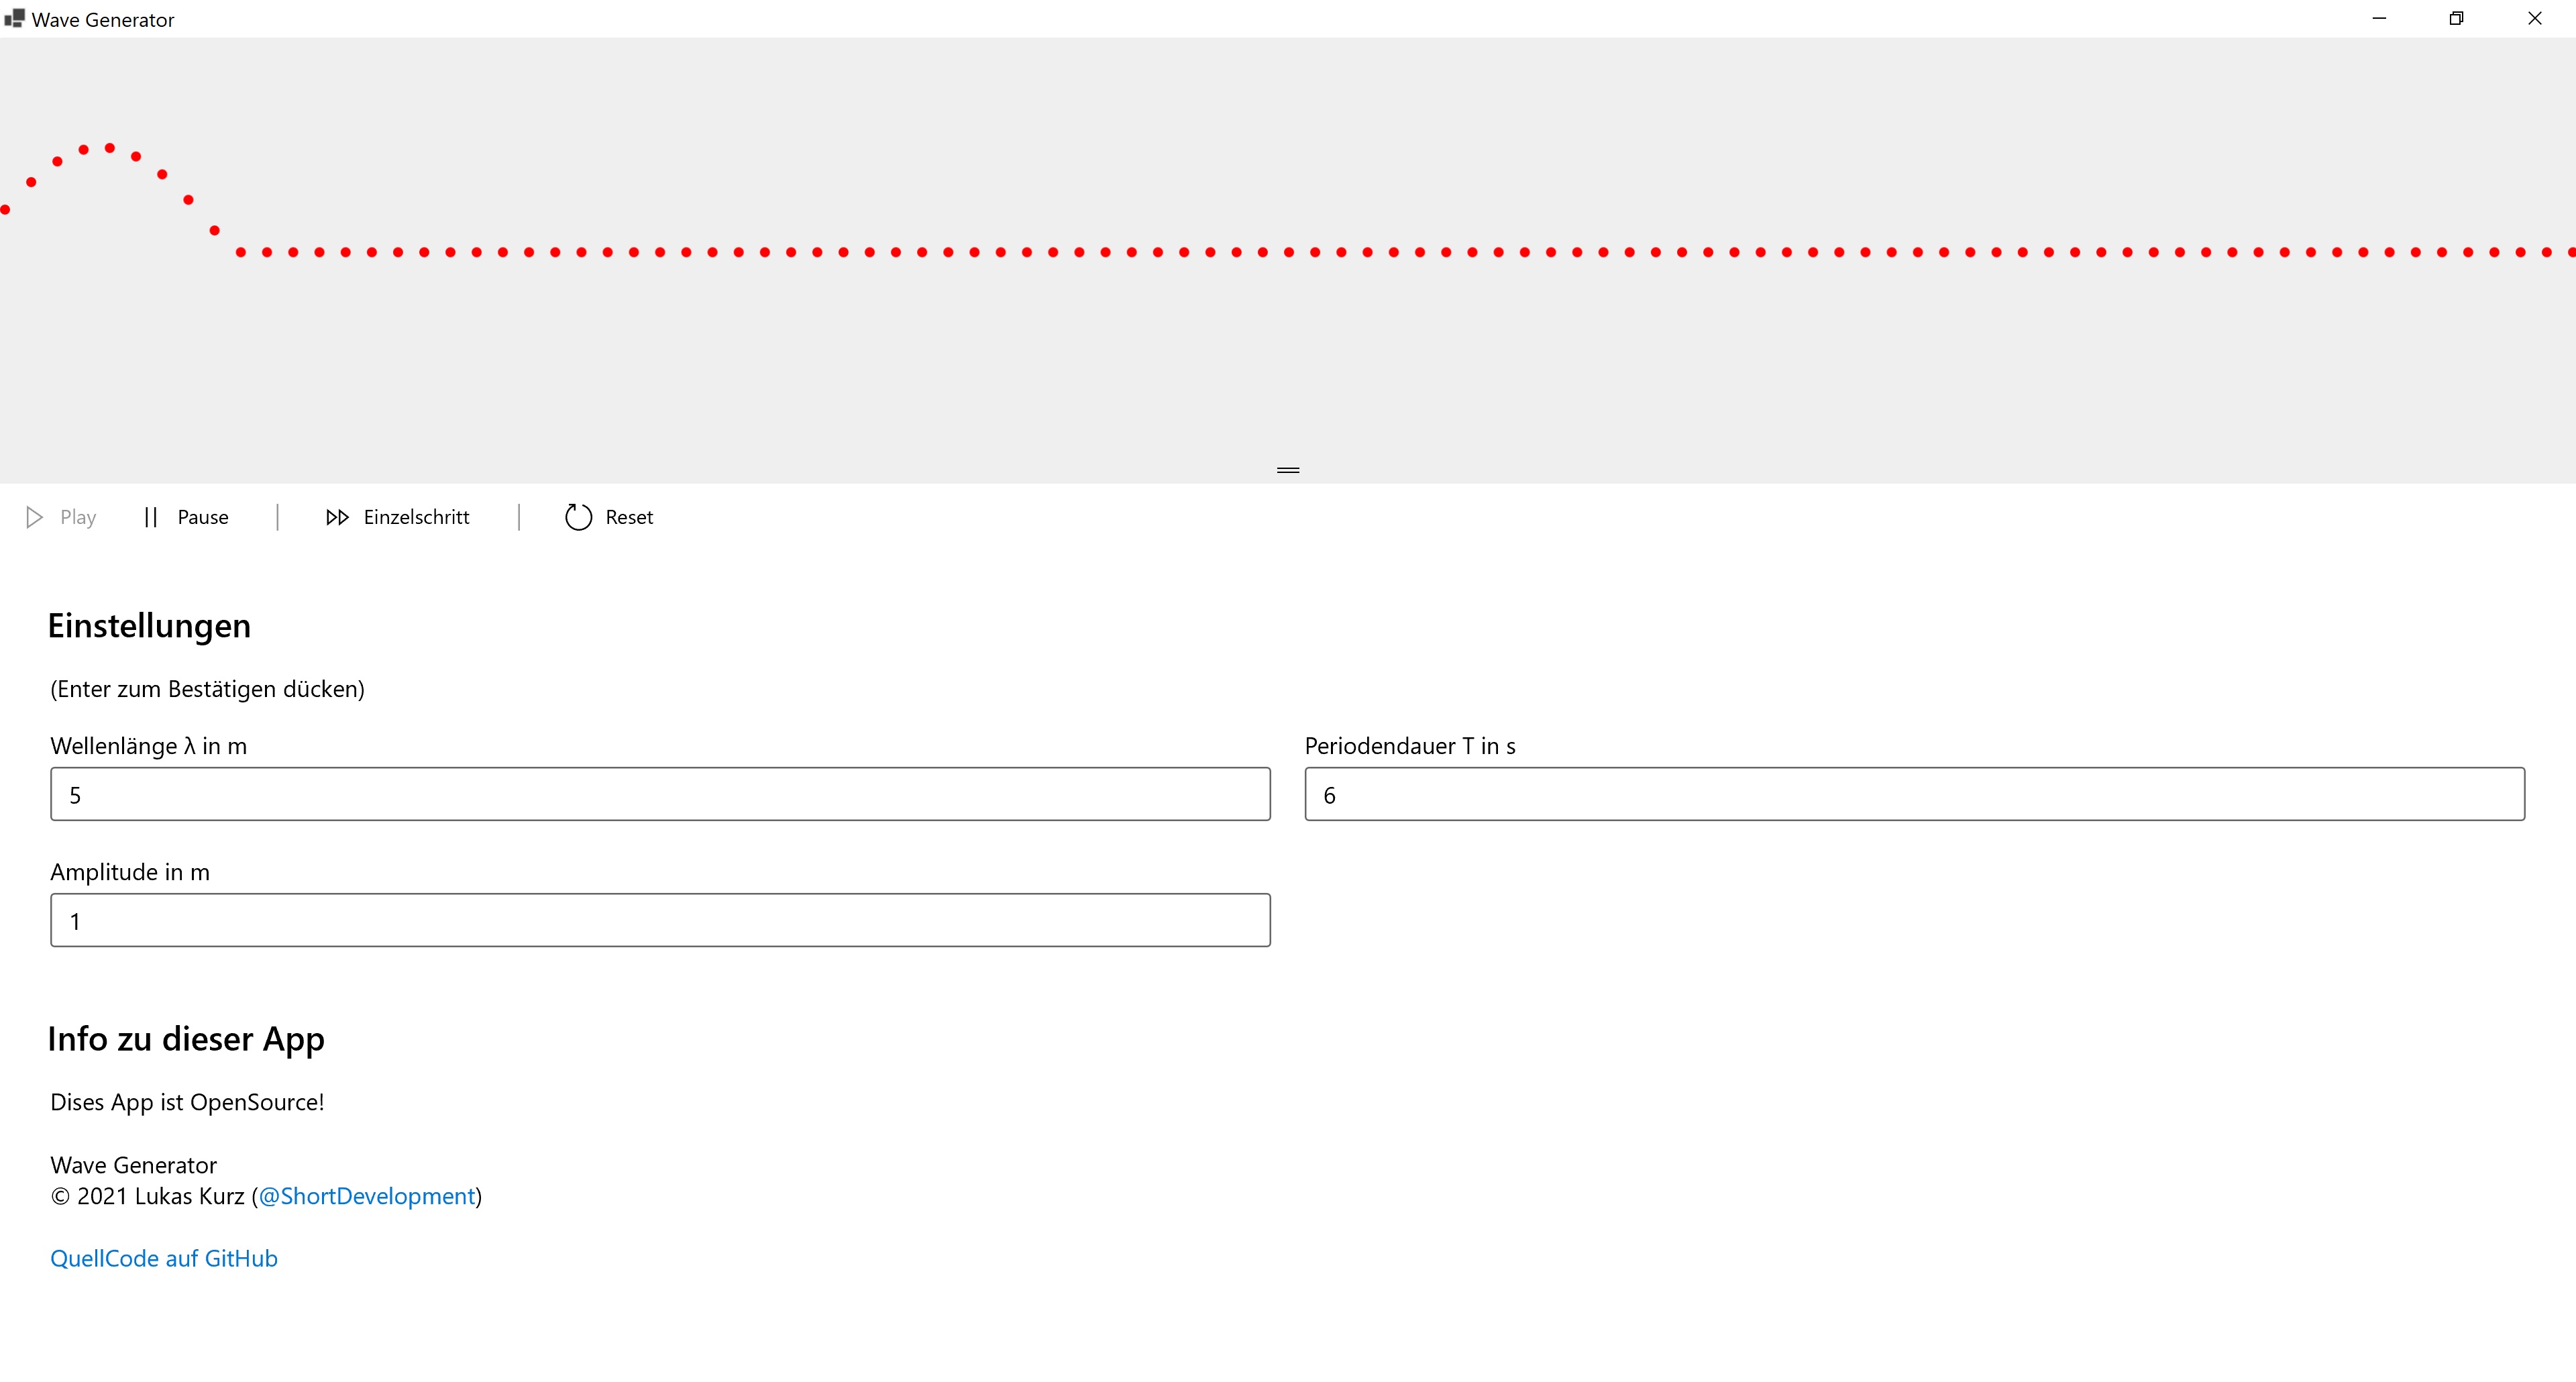 Wave Generator
Play
Pause
Einzelschritt
Reset
Einstellungen
(Enter zum Bestätigen dücken)
Wellenlänge λ in m
Periodendauer T in s
5
6
Amplitude in m
1
Info zu dieser App
Dises App ist OpenSource!
Wave Generator
© 2021 Lukas Kurz (@ShortDevelopment)
QuellCode auf GitHub